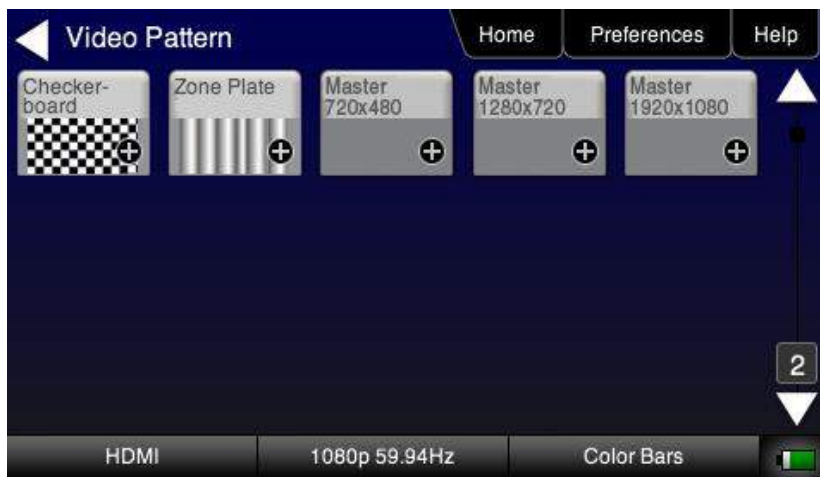 Video Pattern
Home
Preferences
Help
Checker-
board
Zone Plate
Master
720x480
Master
1280x720
Master
1920x1080
2
HDMI
1080p 59.94Hz
Color Bars